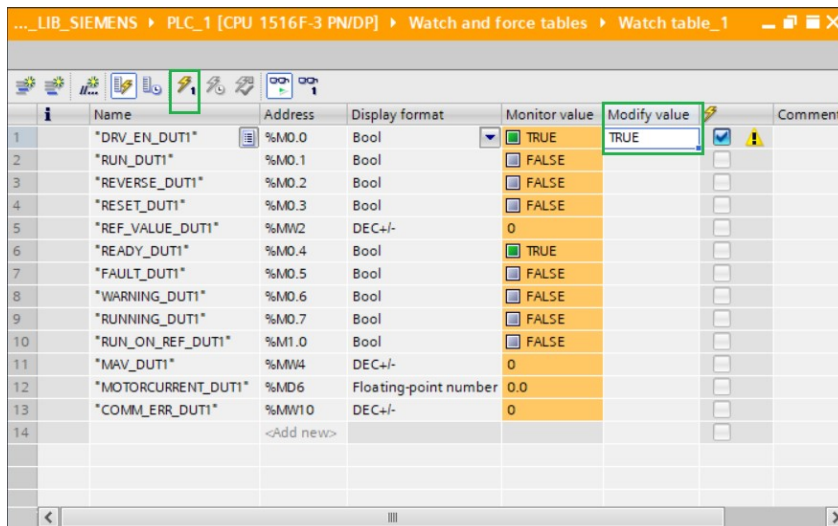 ..._LIB_SIEMENS ▸ PLC_1 [CPU 1516F-3 PN/DP] ▸ Watch and force tables ▸ Watch table_1
i Name Address Display format Monitor value Modify value Comment
1 "DRV_EN_DUT1" %M0.0 Bool TRUE TRUE
2 "RUN_DUT1" %M0.1 Bool FALSE
3 "REVERSE_DUT1" %M0.2 Bool FALSE
4 "RESET_DUT1" %M0.3 Bool FALSE
5 "REF_VALUE_DUT1" %MW2 DEC+/- 0
6 "READY_DUT1" %M0.4 Bool TRUE
7 "FAULT_DUT1" %M0.5 Bool FALSE
8 "WARNING_DUT1" %M0.6 Bool FALSE
9 "RUNNING_DUT1" %M0.7 Bool FALSE
10 "RUN_ON_REF_DUT1" %M1.0 Bool FALSE
11 "MAV_DUT1" %MW4 DEC+/- 0
12 "MOTORCURRENT_DUT1" %MD6 Floating-point number 0.0
13 "COMM_ERR_DUT1" %MW10 DEC+/- 0
14 <Add new>